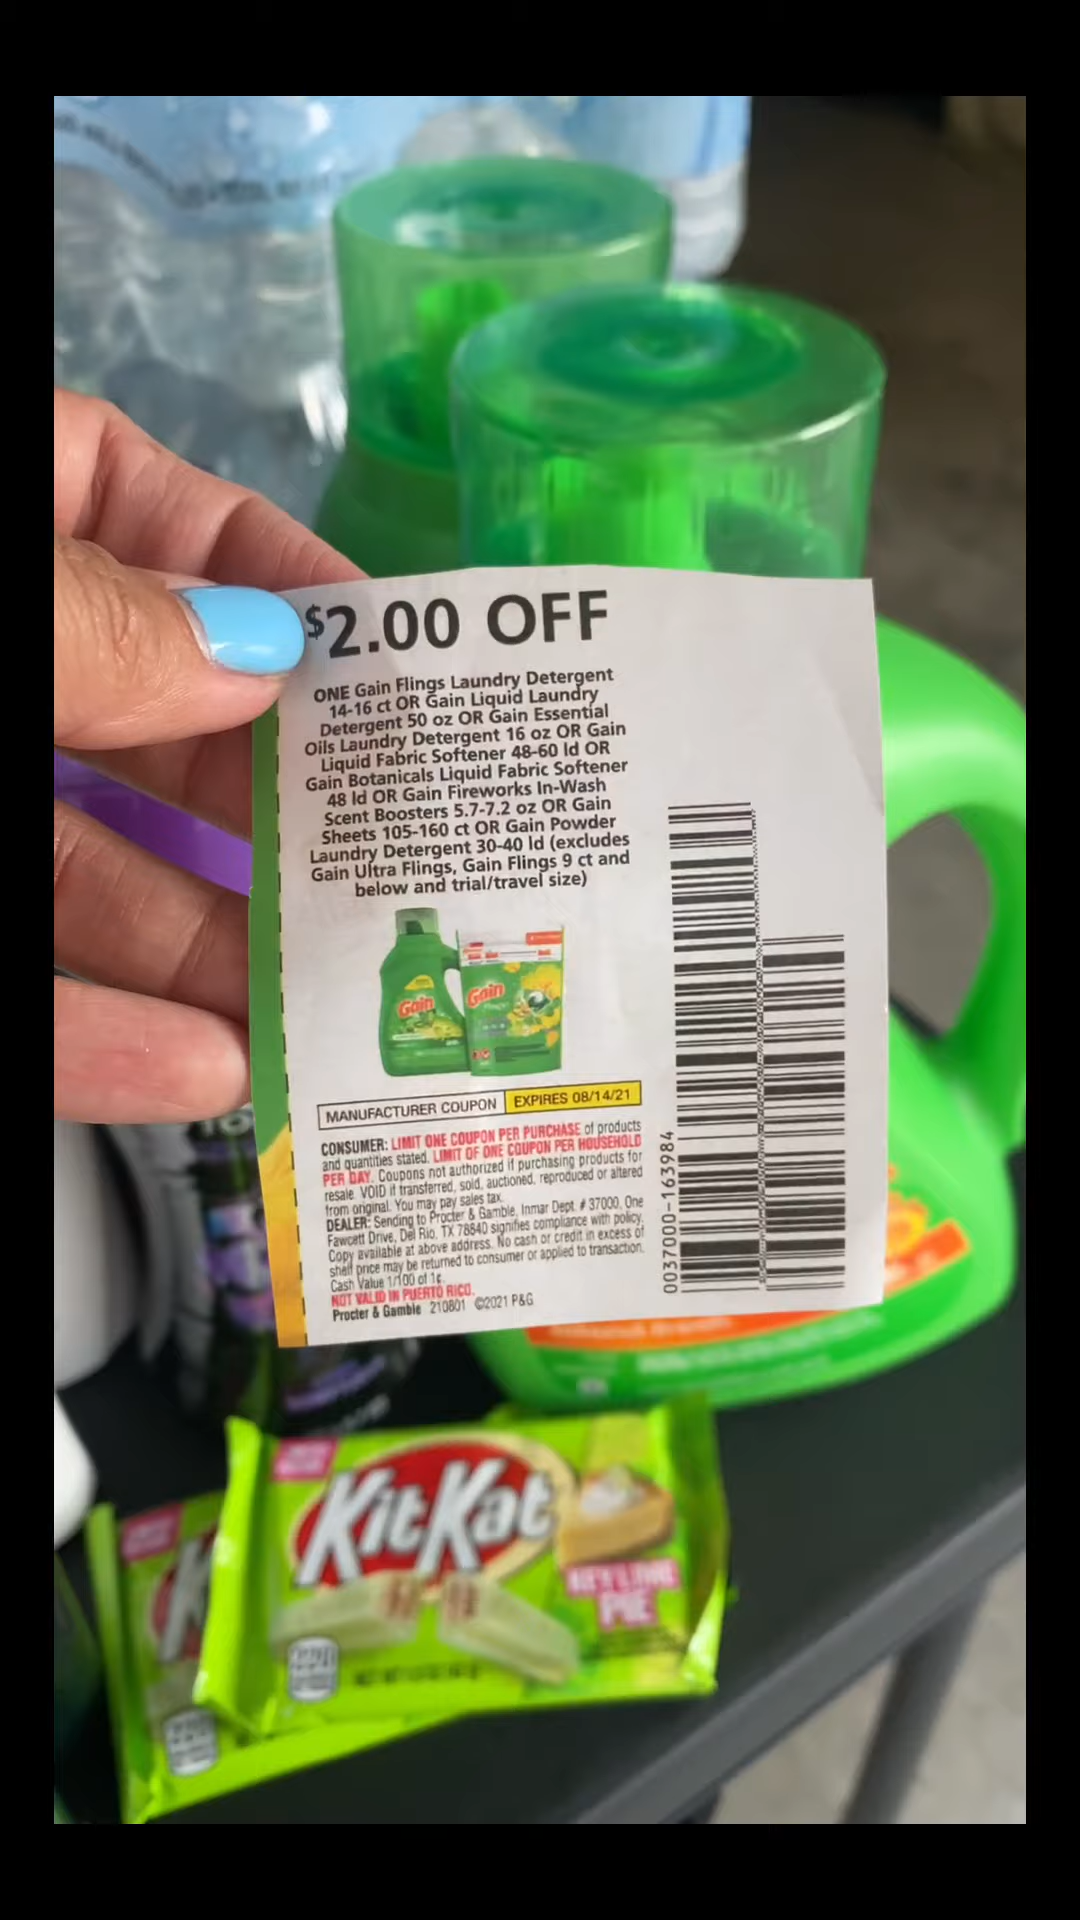 $2.00 OFF
ONE Gain Flings Laundry Detergent
14-16 ct OR Gain Liquid Laundry
Detergent 50 oz OR Gain Essential
Oils Laundry Detergent 16 oz OR Gain
Liquid Fabric Softener 48-60 ld OR
Gain Botanicals Liquid Fabric Softener
48 ld OR Gain Fireworks In-Wash
Scent Boosters 5.7-7.2 oz OR Gain
Sheets 105-160 ct OR Gain Powder
Laundry Detergent 30-40 ld (excludes
Gain Ultra Flings, Gain Flings 9 ct and
below and trial/travel size)
Gain
Gain
MANUFACTURER COUPON EXPIRES 08/14/21
CONSUMER: LIMIT ONE COUPON PER PURCHASE of products
and quantities stated. LIMIT OF ONE COUPON PER HOUSEHOLD
PER DAY. Coupons not authorized if purchasing products for
resale. VOID if transferred, sold, auctioned, reproduced or altered
from original. You may pay sales tax.
DEALER: Sending to Procter & Gamble, Inmar Dept. # 37000, One
Fawcett Drive, Del Rio, TX 78840 signifies compliance with policy.
Copy available at above address. No cash or credit in excess of
shelf price may be returned to consumer or applied to transaction.
Cash Value 1/100 of 1¢.
NOT VALID IN PUERTO RICO.
Procter & Gamble 210801 ©2021 P&G
0037000-163984
KitKat
KEY LIME
PIE
K